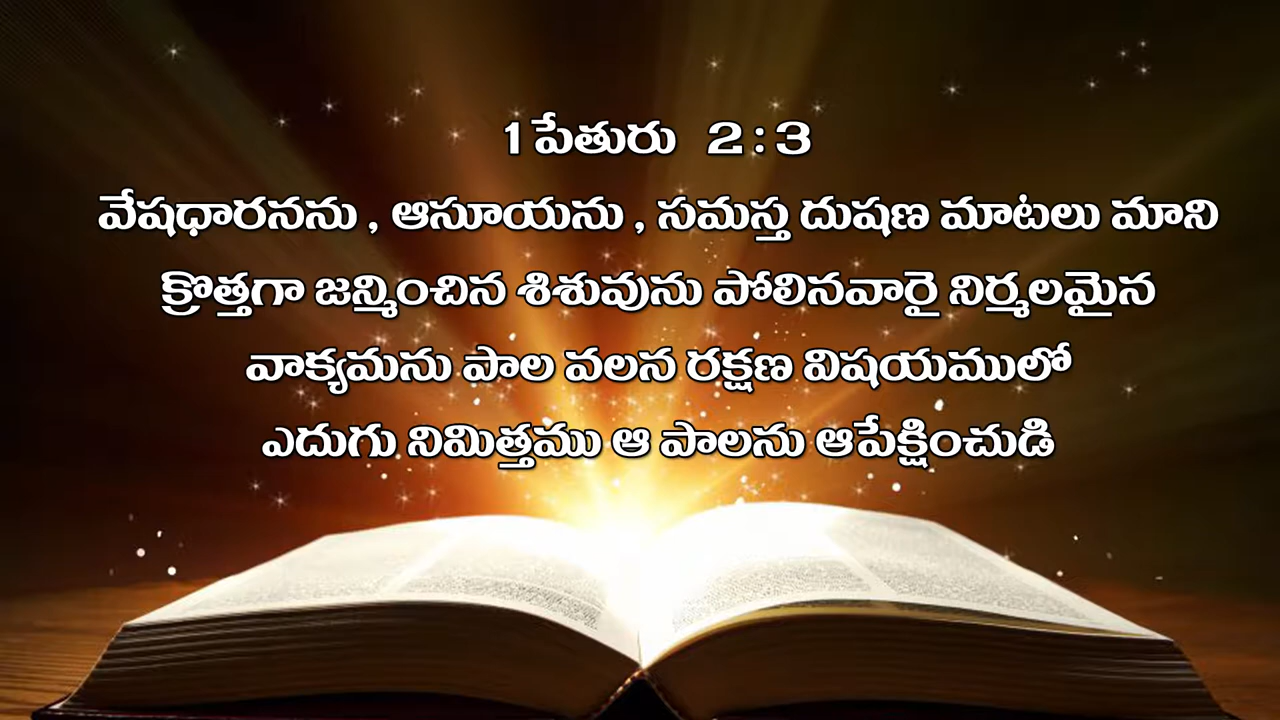 1 పేతురు 2 : 3
వేషధారనను , ఆసూయను , సమస్త దుషణ మాటలు మాని
క్రొత్తగా జన్మించిన శిశువును పోలినవారై నిర్మలమైన
వాక్యమను పాల వలన రక్షణ విషయములో
ఎదుగు నిమిత్తము ఆ పాలను ఆపేక్షించుడి